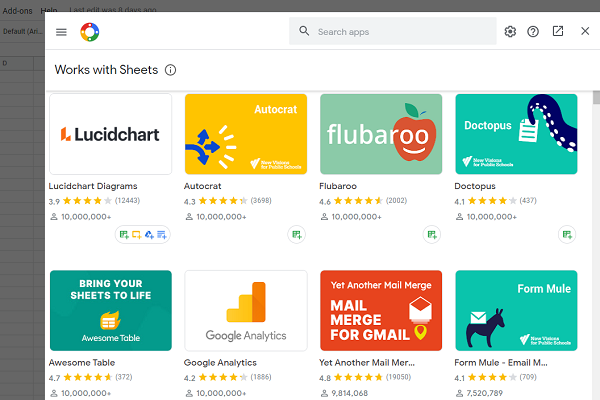 Add-ons Help Last edit was 8 days ago
Default (Ari...
D
Search apps
Works with Sheets
Lucidchart
Autocrat
New Visions
for Public Schools
flubaroo
Doctopus
New Visions
for Public Schools
Lucidchart Diagrams
Autocrat
Flubaroo
Doctopus
3.9 (12443)
4.3 (3698)
4.6 (2002)
4.1 (437)
10,000,000+
10,000,000+
10,000,000+
10,000,000+
BRING YOUR
SHEETS TO LIFE
Awesome Table
Google Analytics
Yet Another Mail Merge
MAIL
MERGE
FOR GMAIL
Form Mule
New Visions
for Public Schools
Awesome Table
Google Analytics
Yet Another Mail Mer...
Form Mule - Email M...
4.7 (372)
4.2 (1886)
4.8 (19050)
4.1 (709)
10,000,000+
10,000,000+
9,814,068
7,520,789